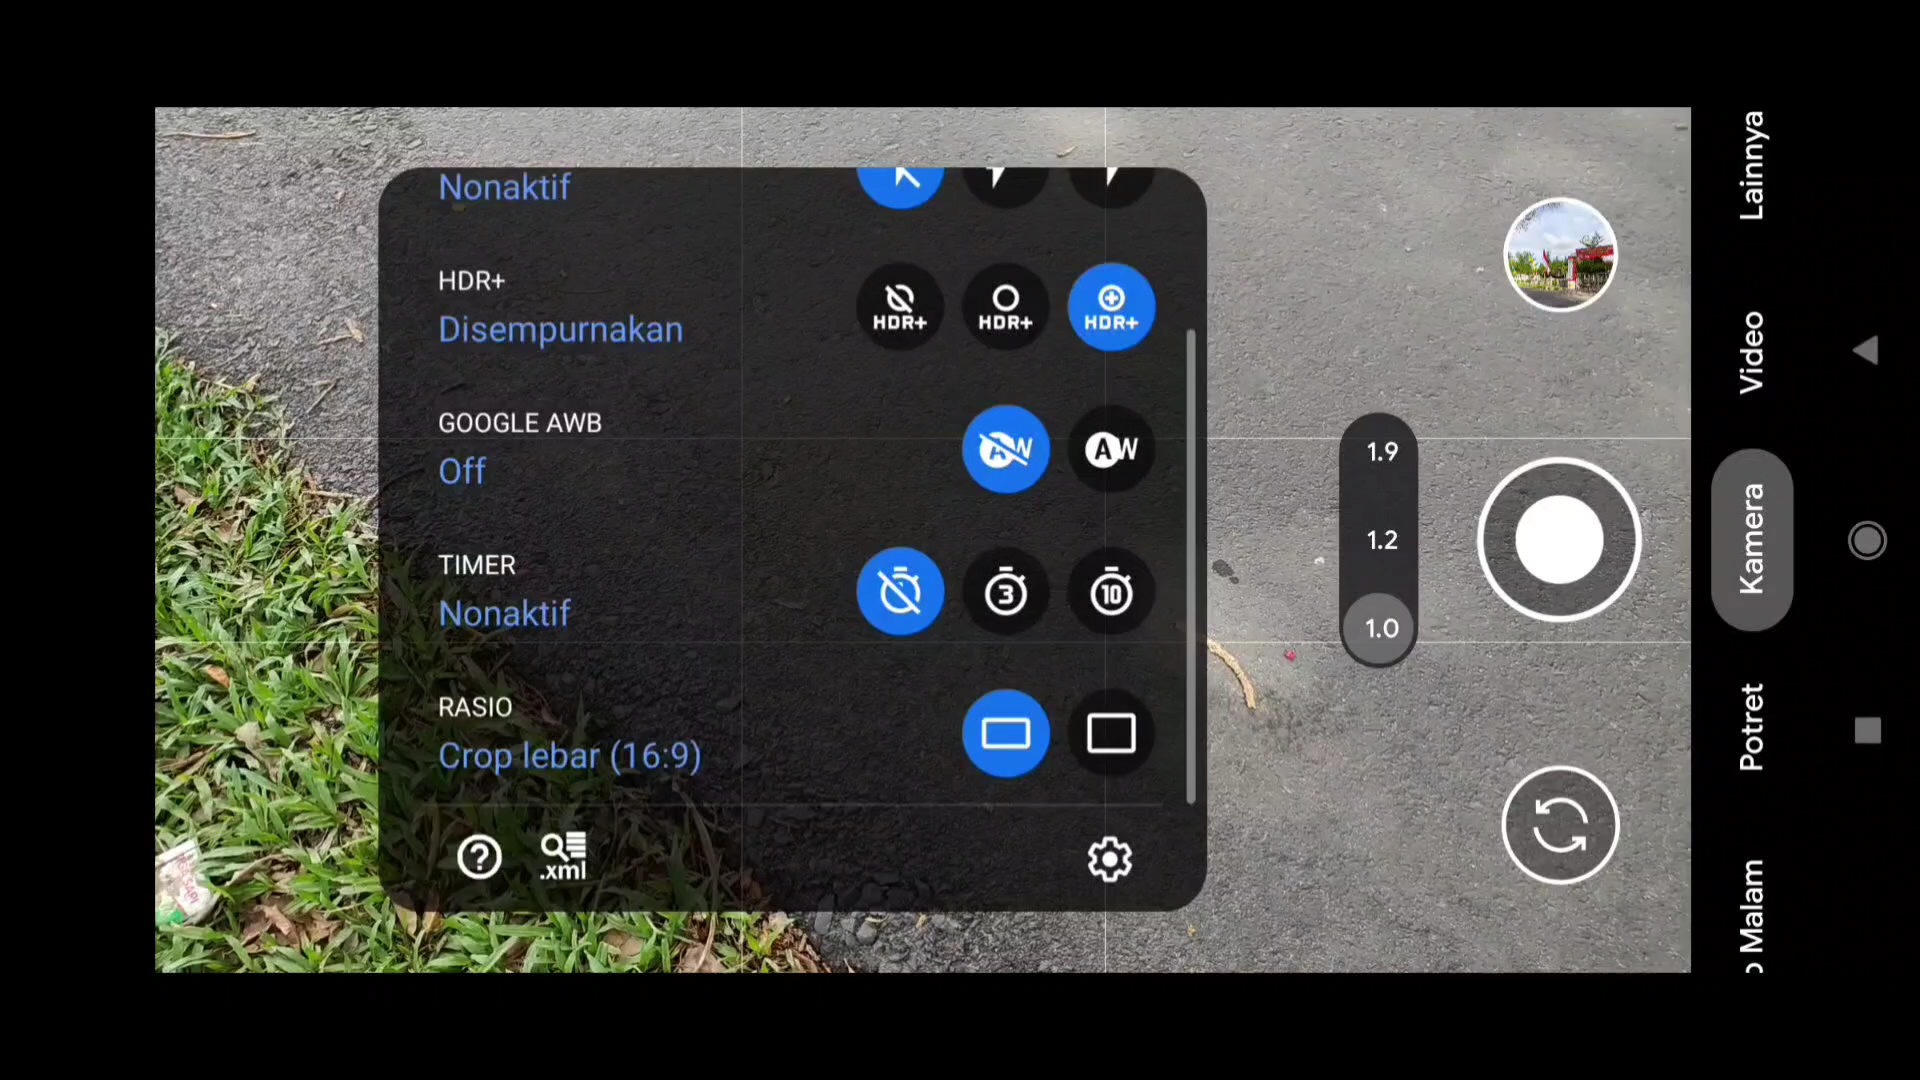 Nonaktif
HDR+
Disempurnakan
HDR+
HDR+
HDR+
GOOGLE AWB
Off
AW
AW
TIMER
Nonaktif
3
10
RASIO
Crop lebar (16:9)
?
.xml
1.9
1.2
1.0
Lainnya
Video
Kamera
Potret
Malam